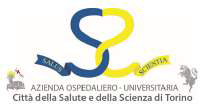 SALUS
SCIENTIA
AZIENDA OSPEDALIERO - UNIVERSITARIA
Città della Salute e della Scienza di Torino